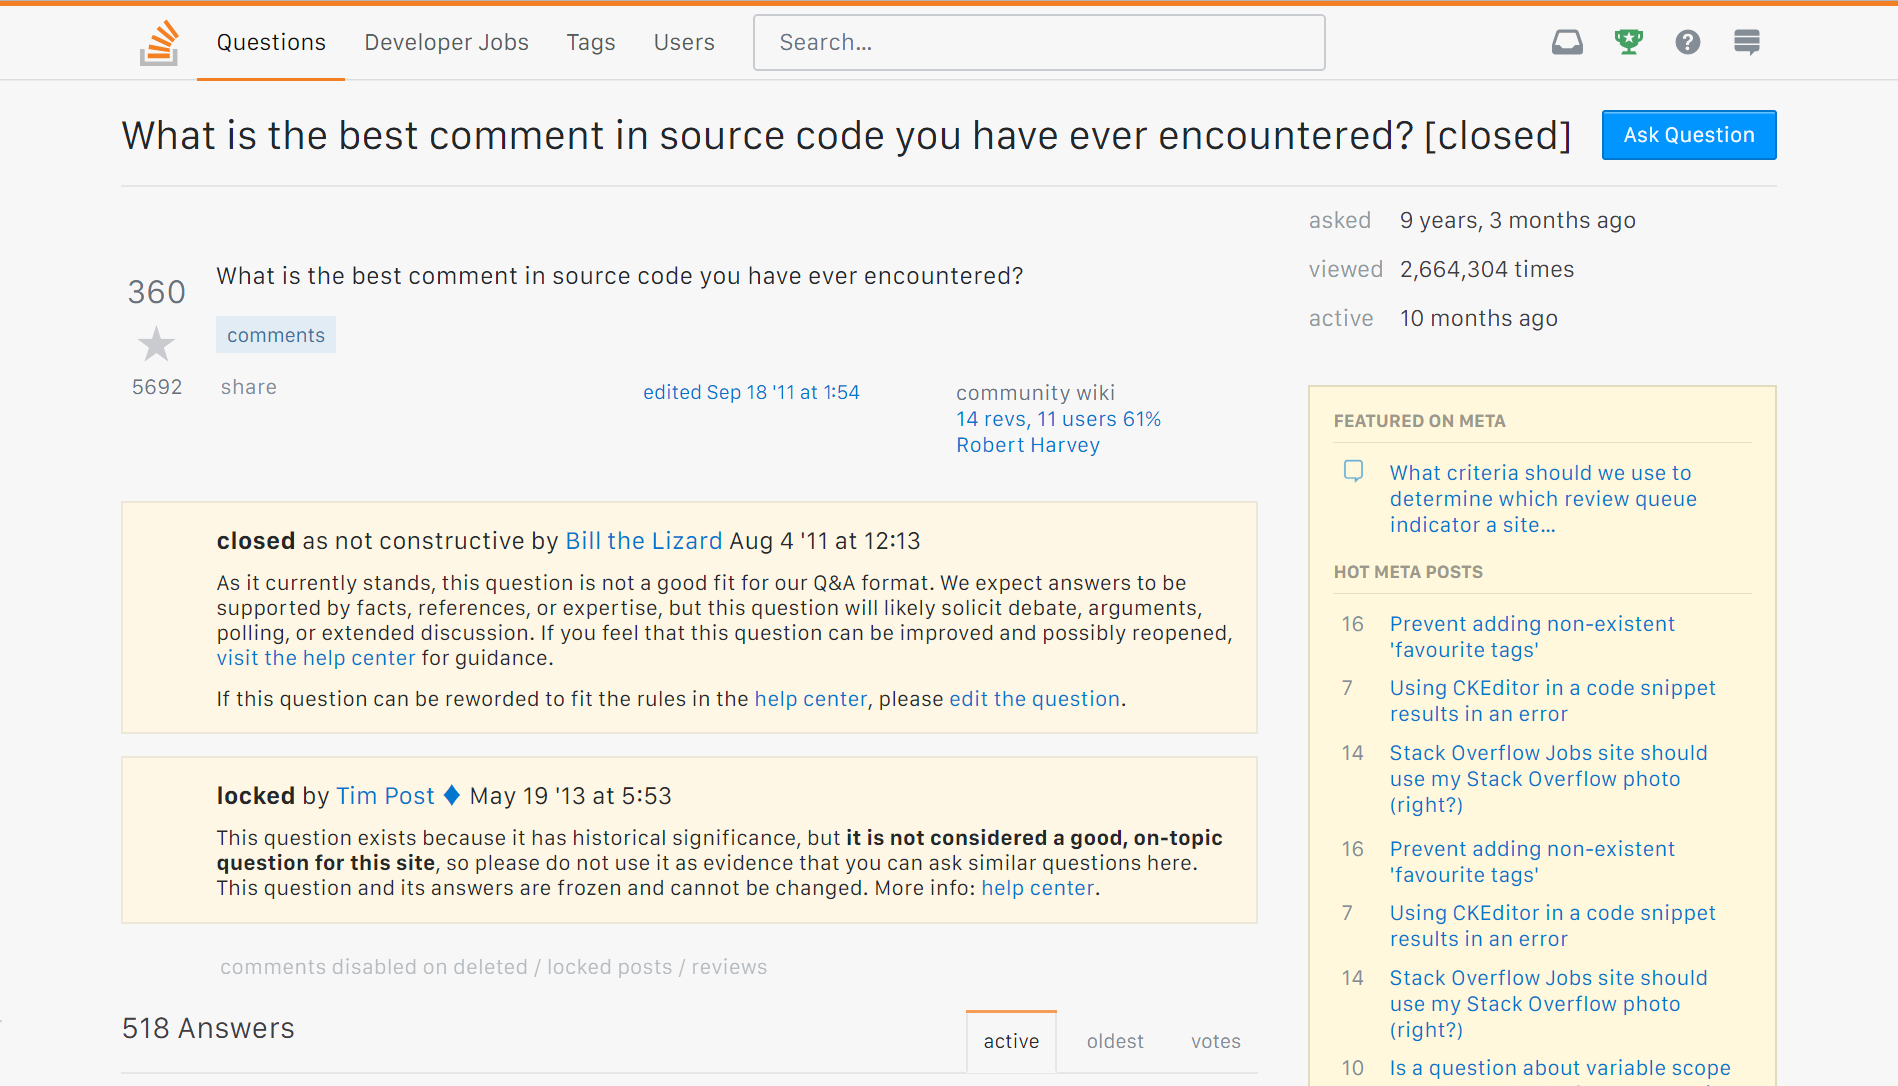 Questions
Developer Jobs
Tags
Users
Search...
What is the best comment in source code you have ever encountered? [closed]
Ask Question
360
5692
What is the best comment in source code you have ever encountered?
comments
share
edited Sep 18 '11 at 1:54
community wiki
14 revs, 11 users 61%
Robert Harvey
closed as not constructive by Bill the Lizard Aug 4 '11 at 12:13
As it currently stands, this question is not a good fit for our Q&A format. We expect answers to be
supported by facts, references, or expertise, but this question will likely solicit debate, arguments,
polling, or extended discussion. If you feel that this question can be improved and possibly reopened,
visit the help center for guidance.
If this question can be reworded to fit the rules in the help center, please edit the question.
locked by Tim Post ♦ May 19 '13 at 5:53
This question exists because it has historical significance, but it is not considered a good, on-topic
question for this site, so please do not use it as evidence that you can ask similar questions here.
This question and its answers are frozen and cannot be changed. More info: help center.
comments disabled on deleted / locked posts / reviews
518 Answers
active
oldest
votes
asked 9 years, 3 months ago
viewed 2,664,304 times
active 10 months ago
FEATURED ON META
What criteria should we use to
determine which review queue
indicator a site...
HOT META POSTS
16 Prevent adding non-existent
'favourite tags'
7 Using CKEditor in a code snippet
results in an error
14 Stack Overflow Jobs site should
use my Stack Overflow photo
(right?)
16 Prevent adding non-existent
'favourite tags'
7 Using CKEditor in a code snippet
results in an error
14 Stack Overflow Jobs site should
use my Stack Overflow photo
(right?)
10 Is a question about variable scope